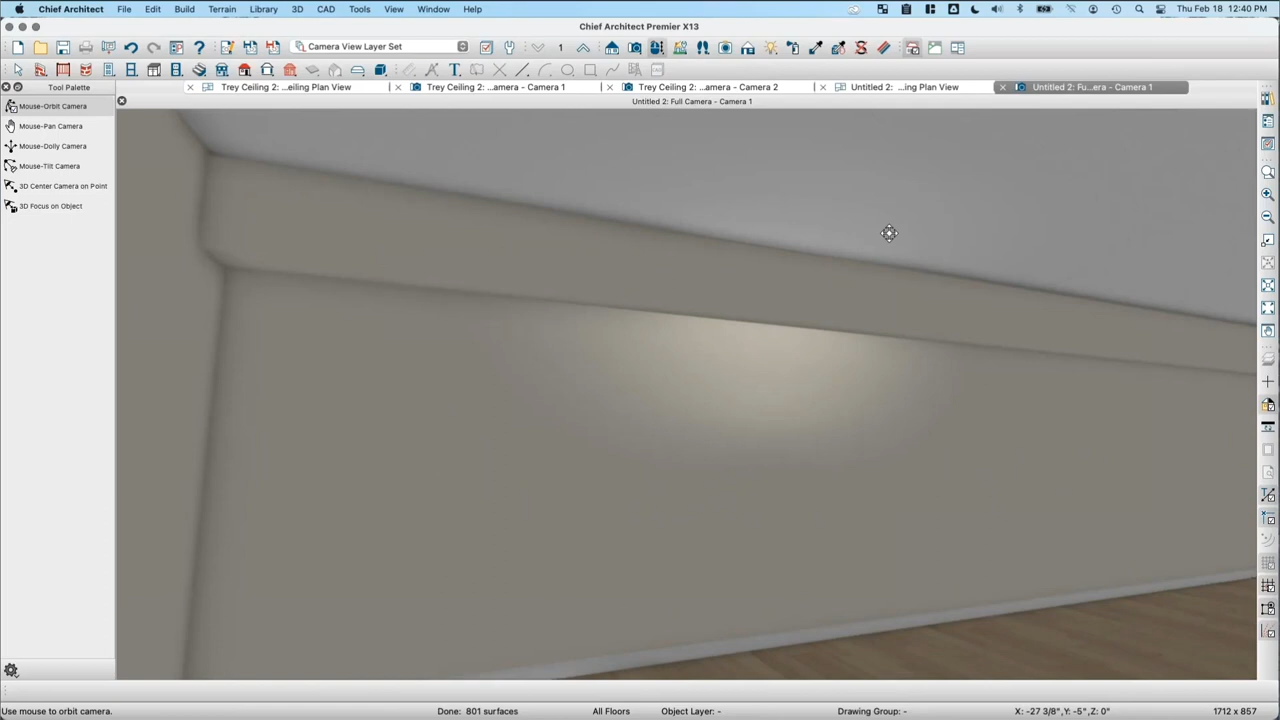 Chief Architect File Edit Build Terrain Library 3D CAD Tools View Window Help Thu Feb 18 12:40 PM
Chief Architect Premier X13
Camera View Layer Set 1
Tool Palette Trey Ceiling 2: ...eiling Plan View Trey Ceiling 2: ...amera - Camera 1 Trey Ceiling 2: ...amera - Camera 2 Untitled 2: ...ing Plan View Untitled 2: Fu...era - Camera 1
Untitled 2: Full Camera - Camera 1
Mouse-Orbit Camera
Mouse-Pan Camera
Mouse-Dolly Camera
Mouse-Tilt Camera
3D Center Camera on Point
3D Focus on Object
Use mouse to orbit camera. Done: 801 surfaces All Floors Object Layer: - Drawing Group: - X: -27 3/8", Y: -5", Z: 0" 1712 x 857